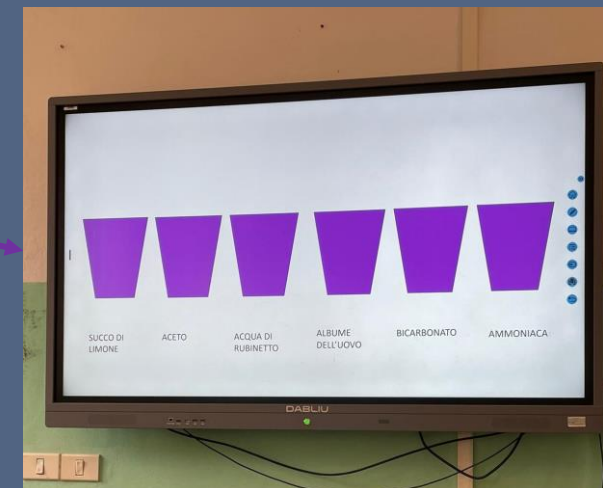 SUCCO DI
LIMONE
ACETO
ACQUA DI
RUBINETTO
ALBUME
DELL'UOVO
BICARBONATO
AMMONIACA
DABLIU